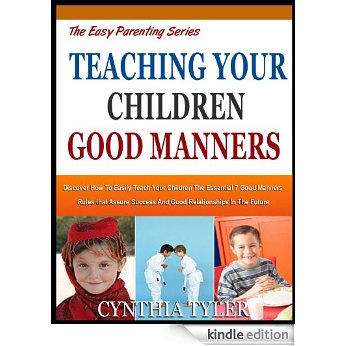 The Easy Parenting Series
TEACHING YOUR
CHILDREN
GOOD MANNERS
Discover How To Easily Teach Your Children The Essential 7 Good Manners
Rules that Assure Success And Good Relationships In The Future
CYNTHIA TYLER
kindle edition